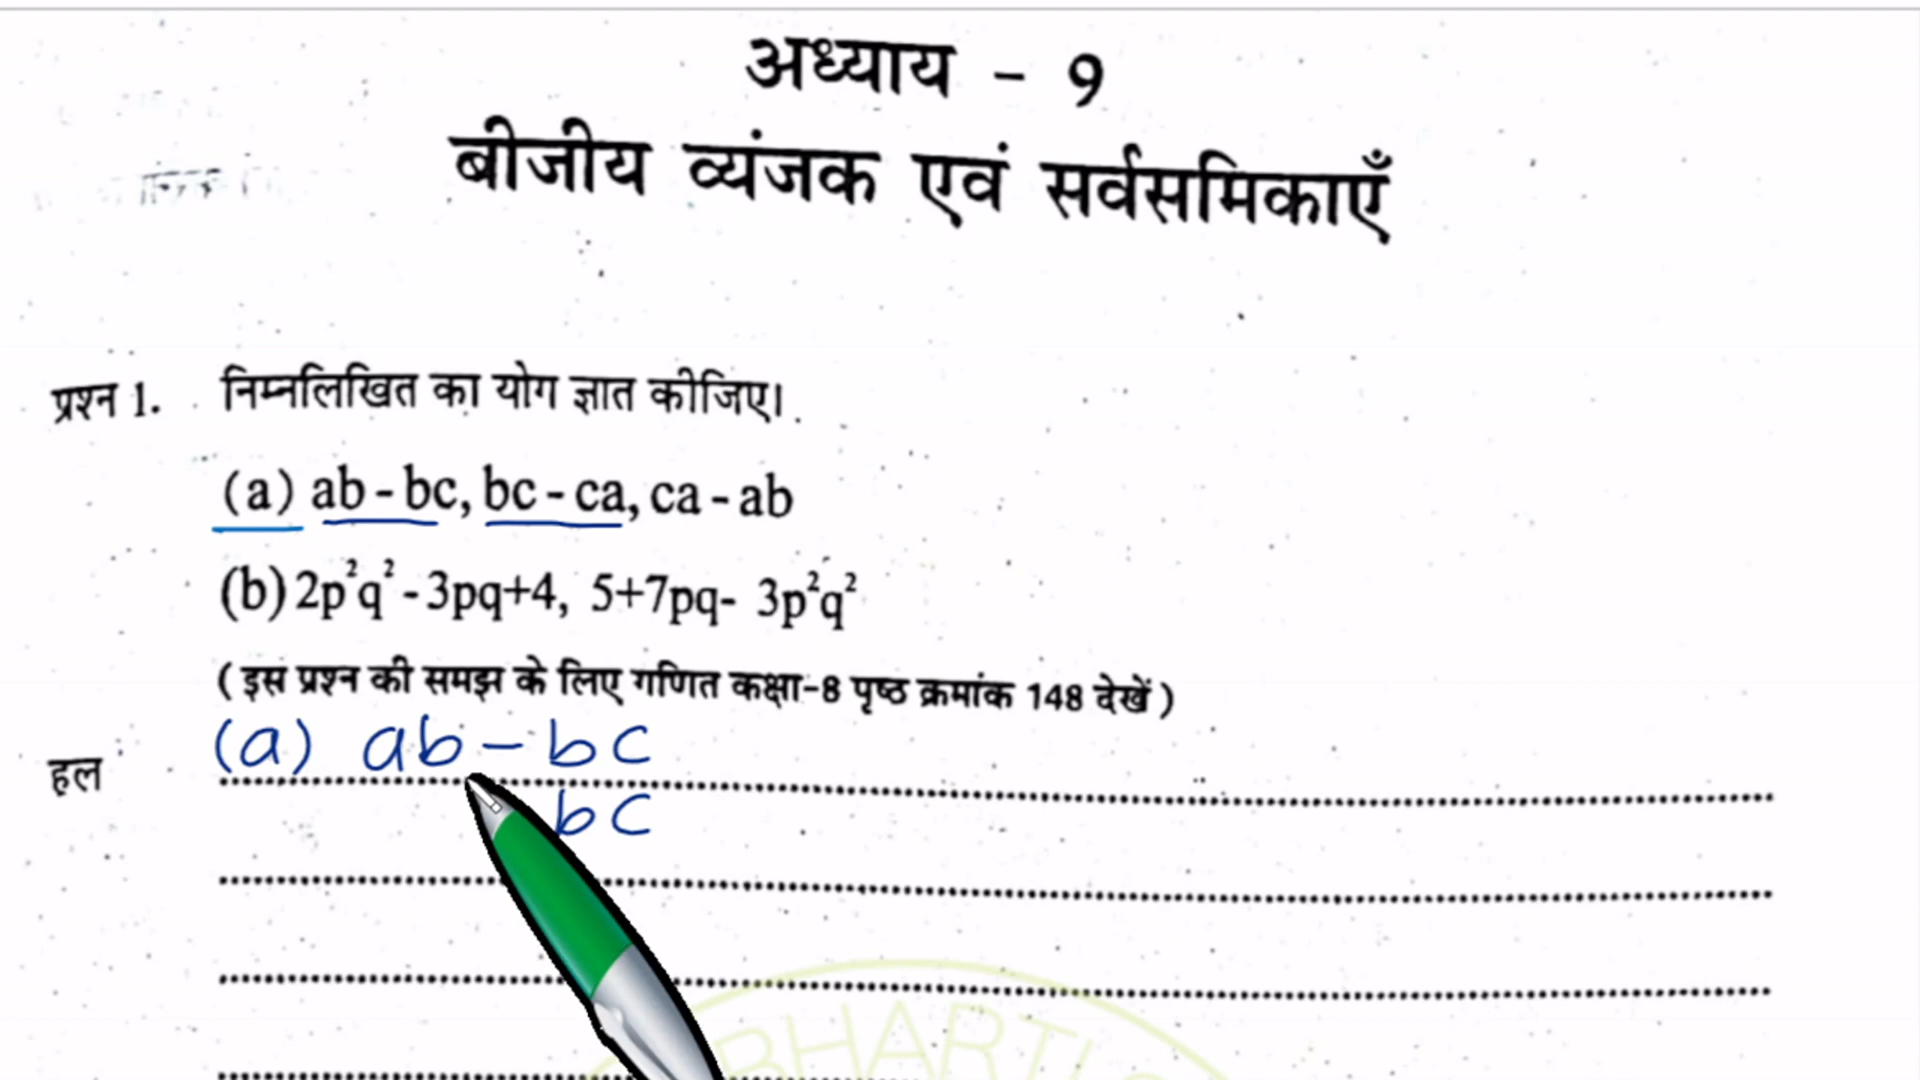 अध्याय - 9
बीजीय व्यंजक एवं सर्वसमिकाएँ
प्रश्न 1. निम्नलिखित का योग ज्ञात कीजिए।
(a) ab - bc, bc - ca, ca - ab
(b) 2p²q² - 3pq+4, 5+7pq- 3p²q²
( इस प्रश्न की समझ के लिए गणित कक्षा-8 पृष्ठ क्रमांक 148 देखें )
हल (a) ab - bc
bc
BHARTI